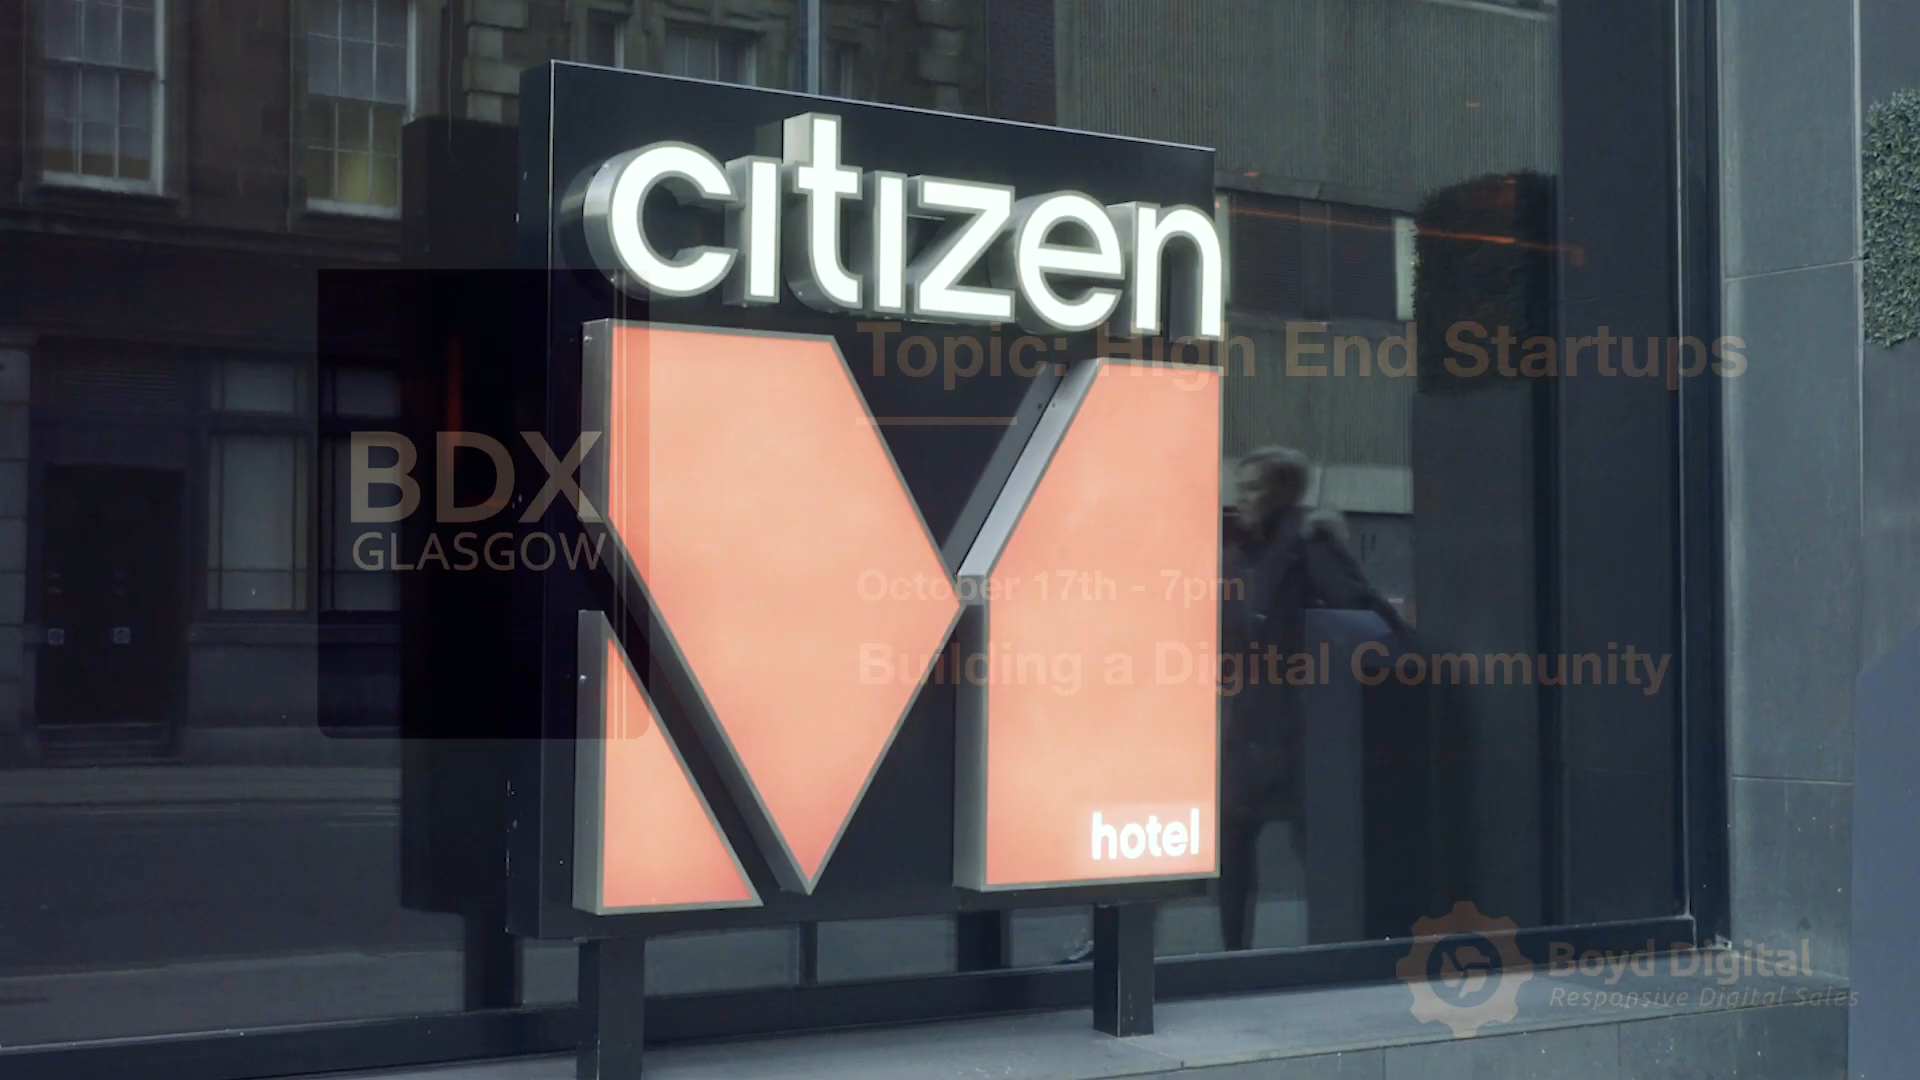 citizen
M
hotel
BDX
GLASGOW
Topic: High End Startups
October 17th - 7pm
Building a Digital Community
Boyd Digital
Responsive Digital Sales